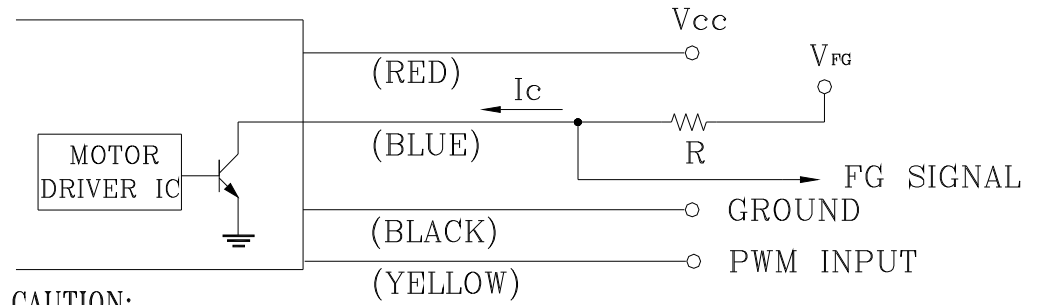 Vcc
(RED)
VFG
Ic
(BLUE)
R
MOTOR
DRIVER IC
FG SIGNAL
(BLACK)
GROUND
(YELLOW)
PWM INPUT
CAUTION: